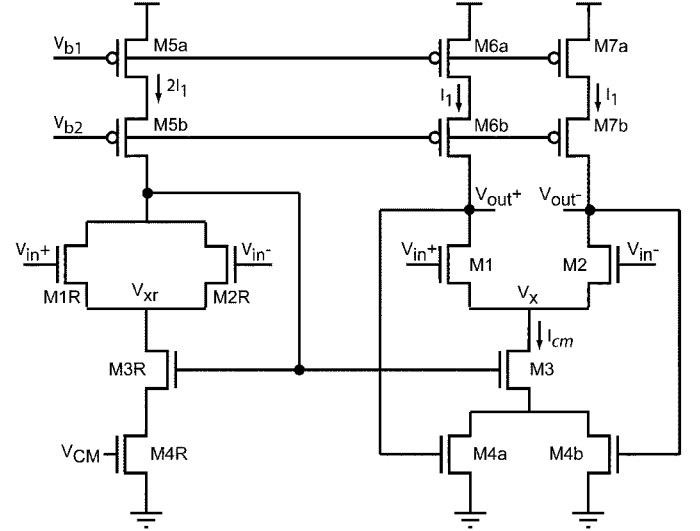 Vb1 M5a M6a M7a
2I1 I1 I1
Vb2 M5b M6b M7b
Vout+ Vout-
Vin+ Vin- Vin+ M1 M2 Vin-
M1R Vxr M2R Vx
Icm
M3R M3
VCM M4R M4a M4b